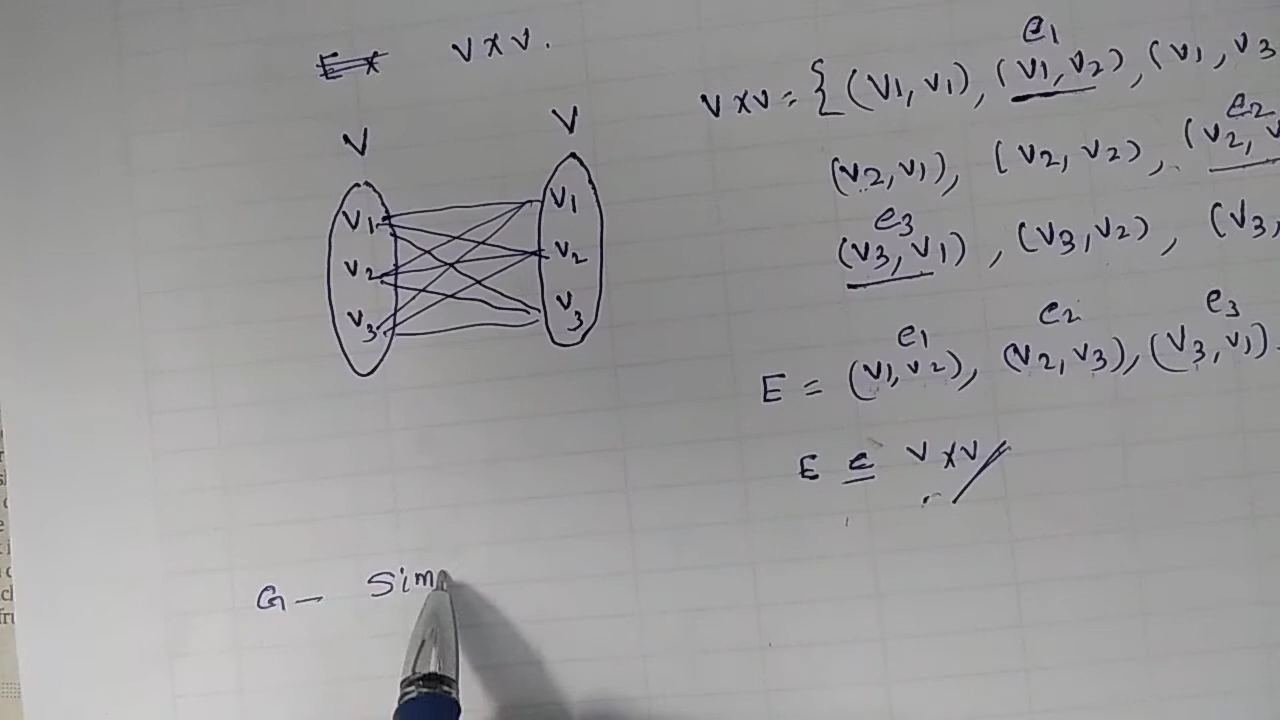 V x V.
V
V
V1
V2
V3
V1
V2
V3
e1
V x V = { (V1, V1), (V1, V2), (V1, V3
e2
(V2, V1), (V2, V2), (V2, V
e3
(V3, V1), (V3, V2), (V3,
e1 e2 e3
E = (V1, V2), (V2, V3), (V3, V1).
E ⊆ V x V
G - Sim